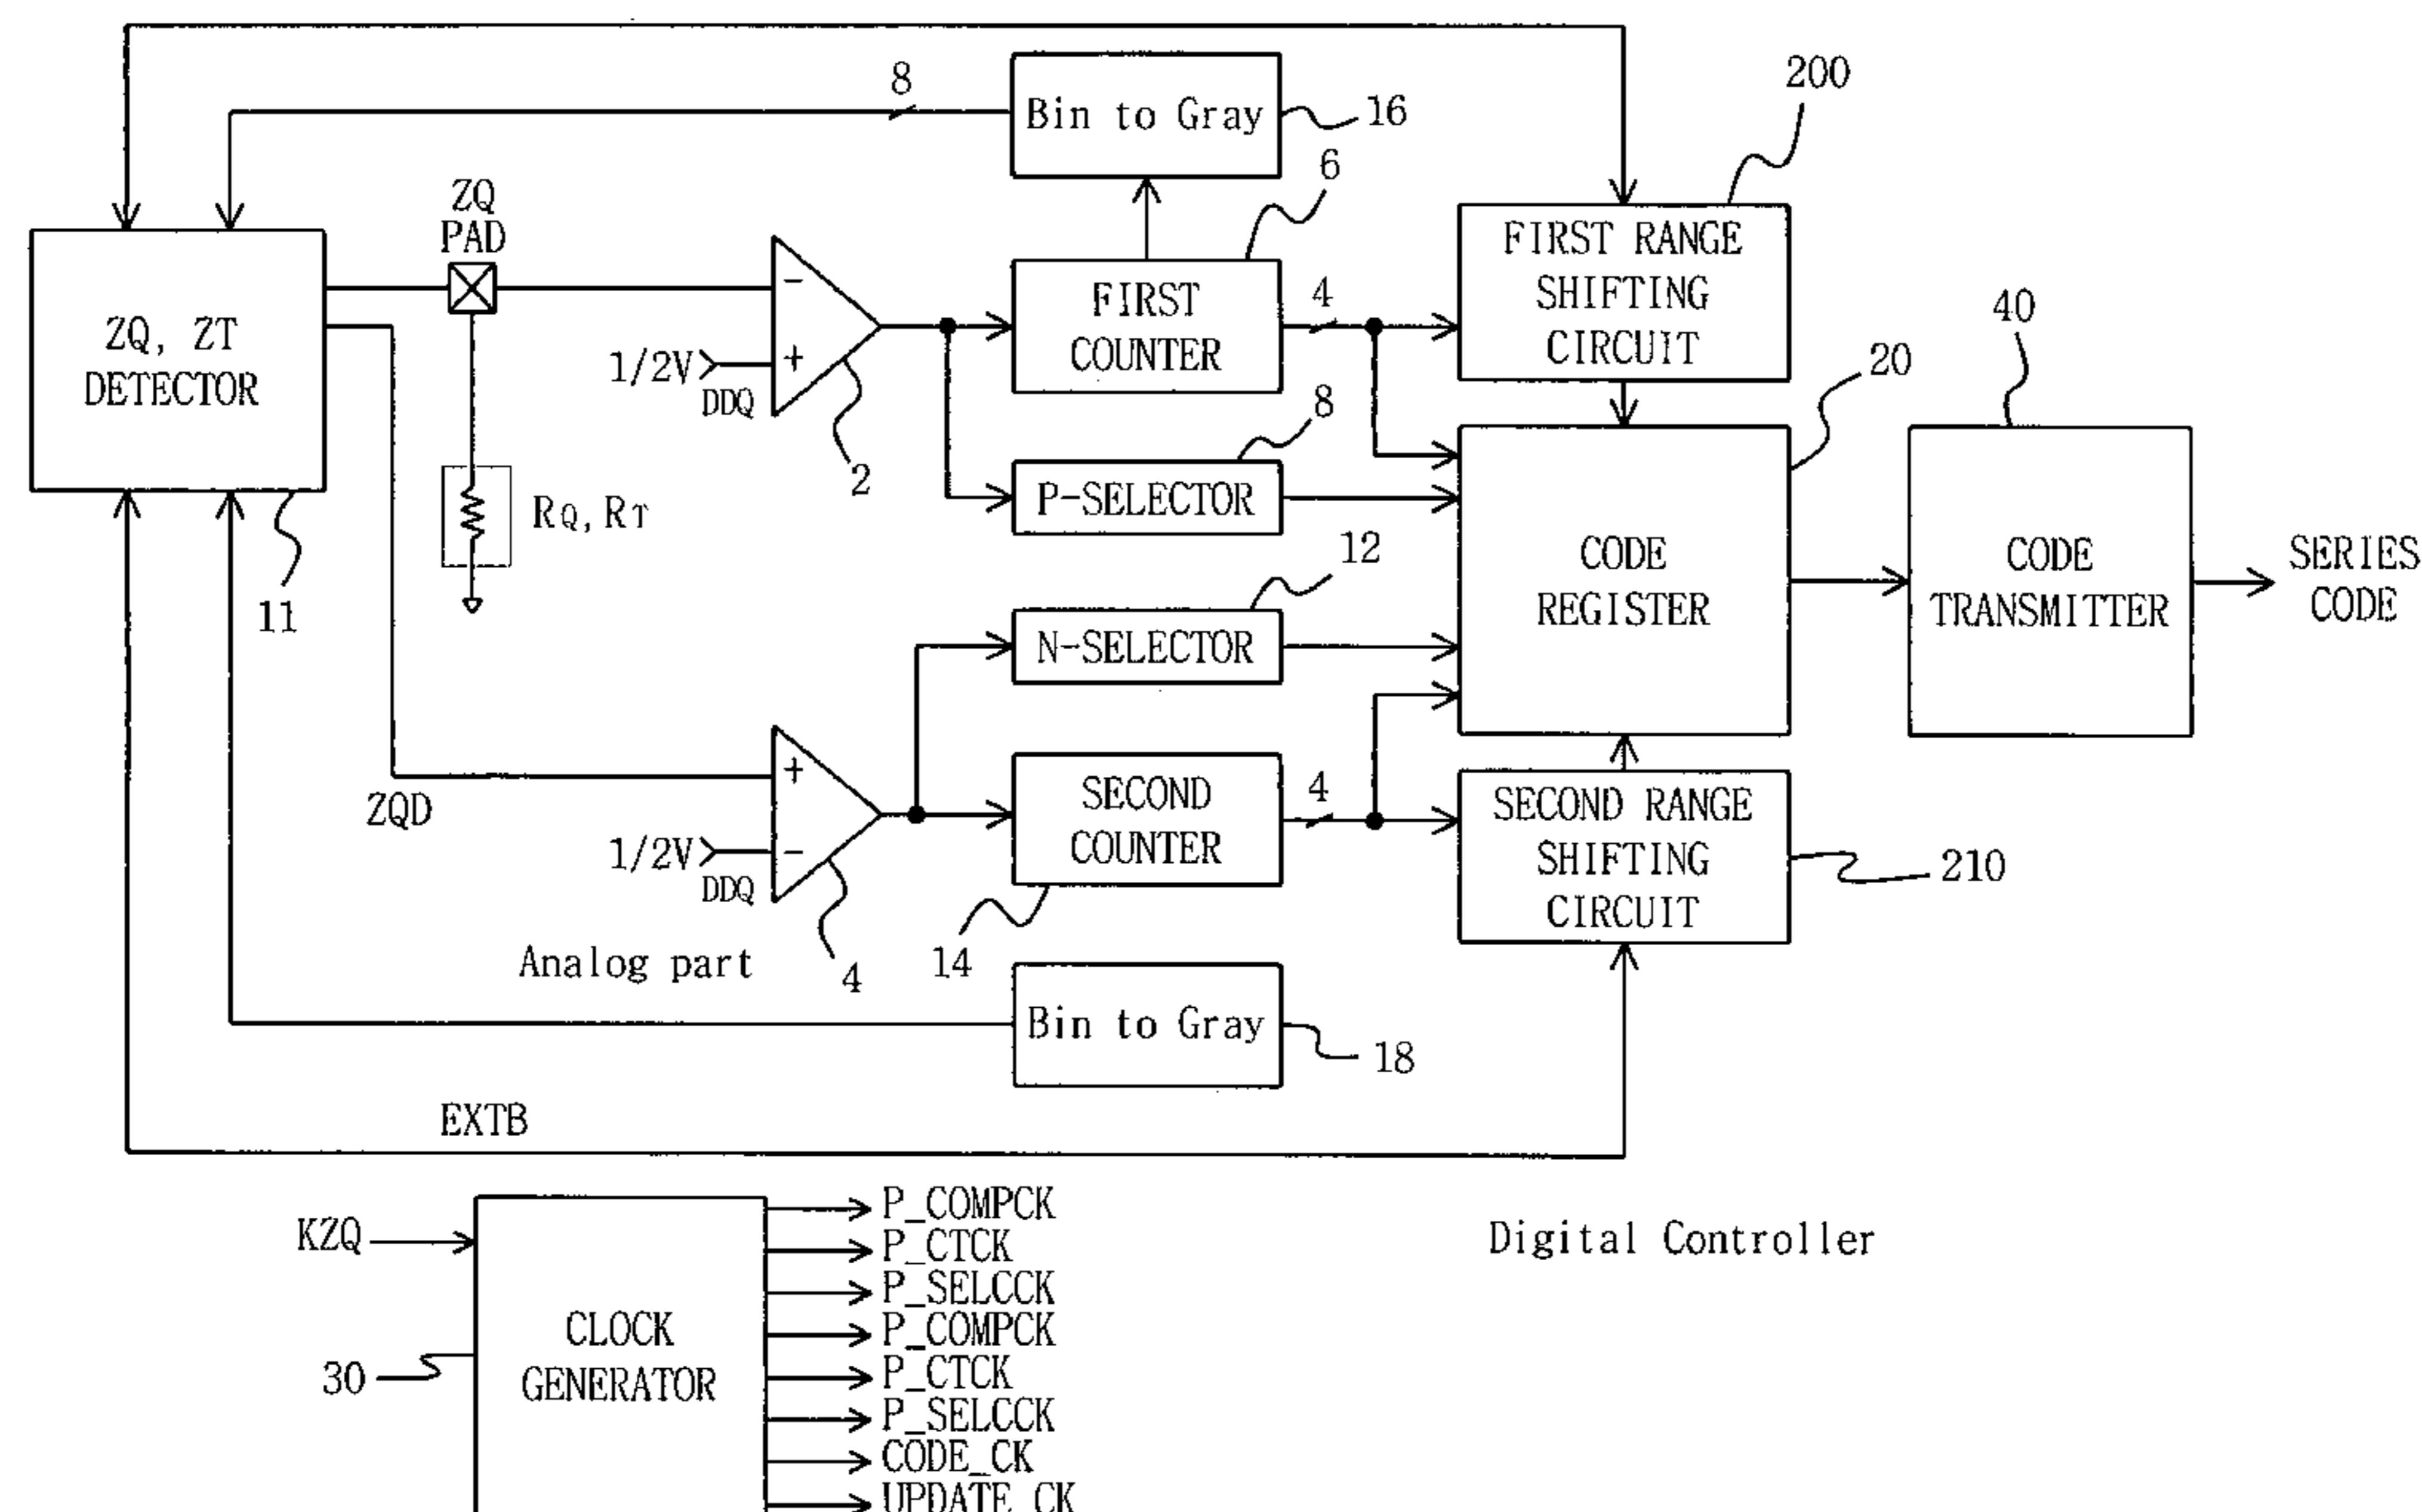 8
Bin to Gray
16
200
6
ZQ
PAD
ZQ, ZT
DETECTOR
11
RQ, RT
1/2V
DDQ
2
FIRST
COUNTER
4
FIRST RANGE
SHIFTING
CIRCUIT
8
P-SELECTOR
12
N-SELECTOR
20
CODE
REGISTER
40
CODE
TRANSMITTER
SERIES
CODE
ZQD
1/2V
DDQ
4
SECOND
COUNTER
14
4
SECOND RANGE
SHIFTING
CIRCUIT
210
Analog part
Bin to Gray
18
EXTB
KZQ
CLOCK
GENERATOR
30
P_COMPCK
P_CTCK
P_SELCCK
P_COMPCK
P_CTCK
P_SELCCK
CODE_CK
UPDATE_CK
Digital Controller